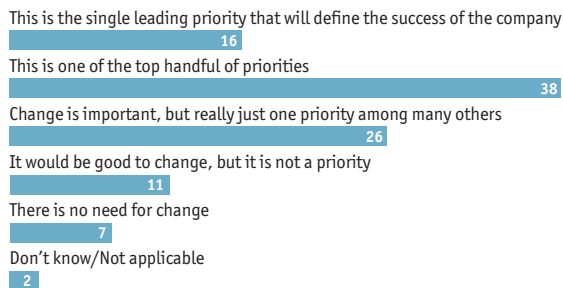 This is the single leading priority that will define the success of the company
16
This is one of the top handful of priorities
38
Change is important, but really just one priority among many others
26
It would be good to change, but it is not a priority
11
There is no need for change
7
Don’t know/Not applicable
2